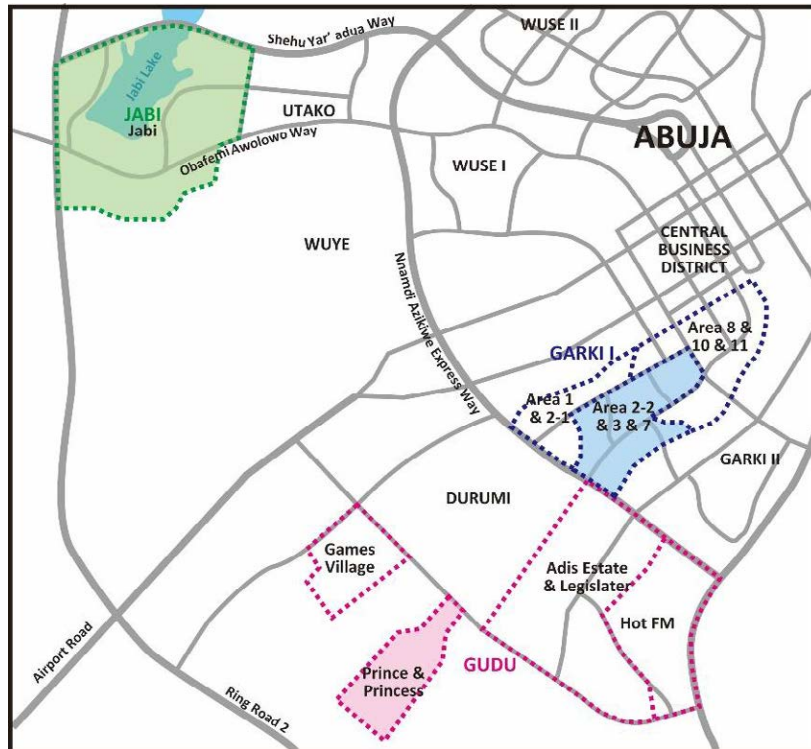 Shehu Yar' adua Way
WUSE II
Jabi Lake
JABI
Jabi
UTAKO
ABUJA
Obafemi Awolowo Way
WUSE I
WUYE
CENTRAL
BUSINESS
DISTRICT
Nnamdi Azikiwe Express Way
Area 8 &
10 & 11
GARKI I
Area 1
& 2-1
Area 2-2
& 3 & 7
GARKI II
DURUMI
Games
Village
Adis Estate
& Legislater
Hot FM
GUDU
Prince &
Princess
Airport Road
Ring Road 2